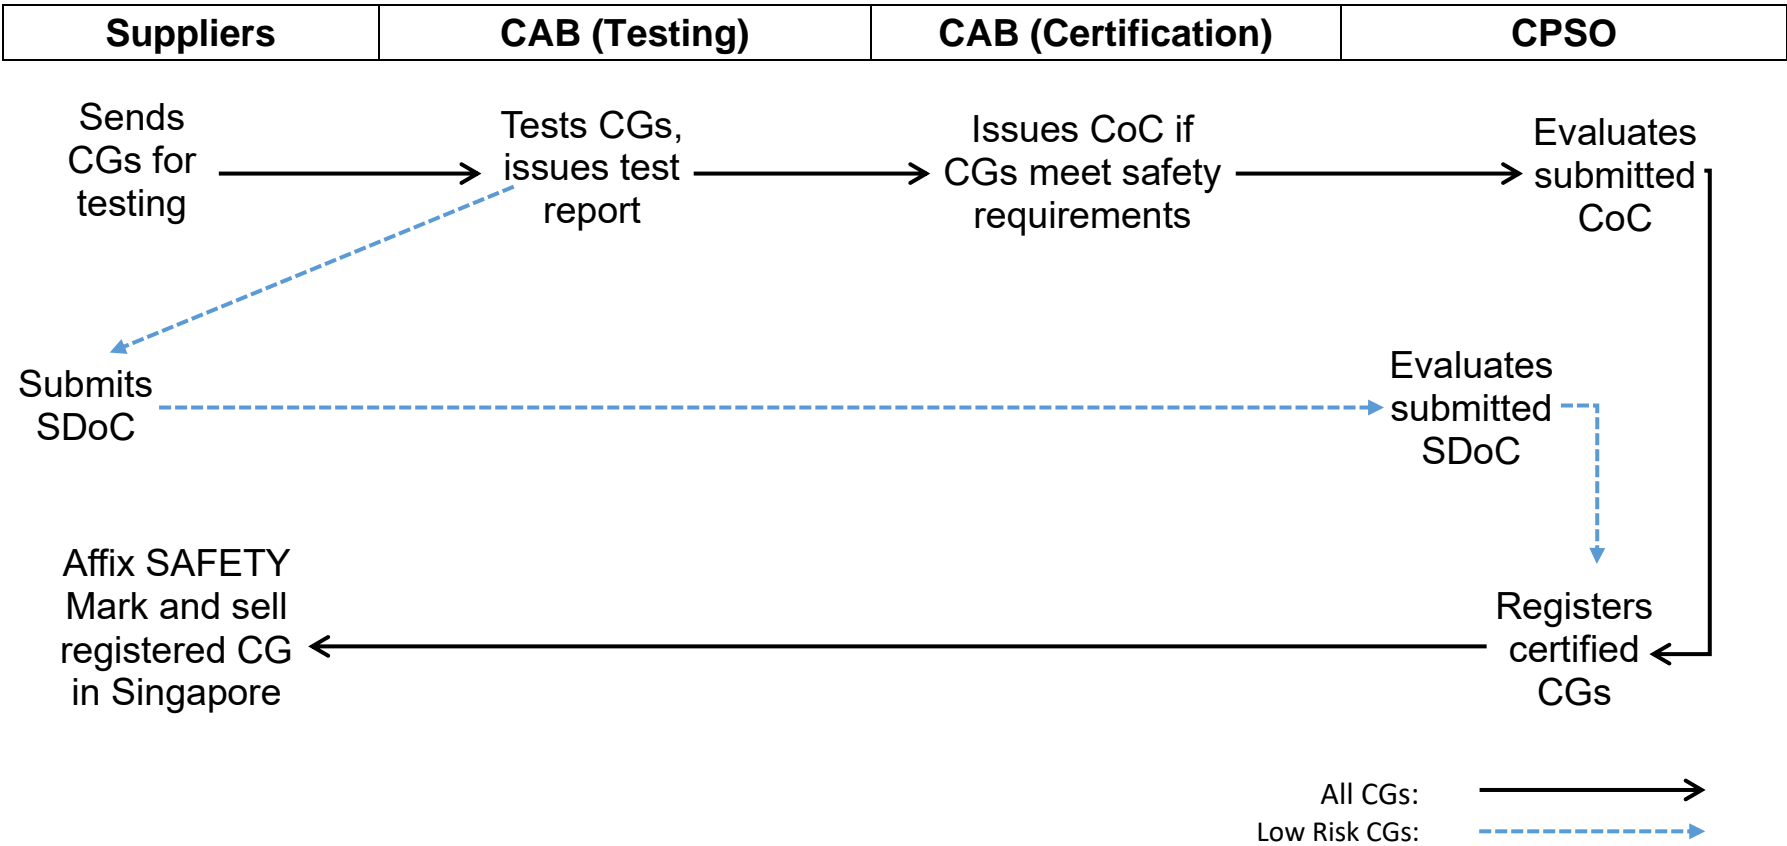 Suppliers
CAB (Testing)
CAB (Certification)
CPSO
Sends
CGs for
testing
Tests CGs,
issues test
report
Issues CoC if
CGs meet safety
requirements
Evaluates
submitted
CoC
Submits
SDoC
Evaluates
submitted
SDoC
Affix SAFETY
Mark and sell
registered CG
in Singapore
Registers
certified
CGs
All CGs:
Low Risk CGs: